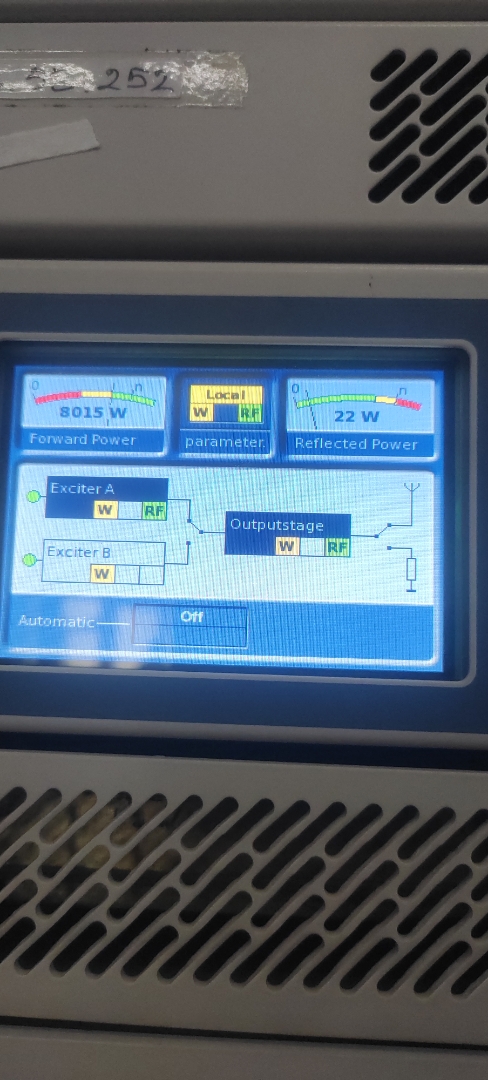 .252
0 n 8015 W
Forward Power
Local
W RF
parameter
0 n 22 W
Reflected Power
Exciter A
W RF
Exciter B
W
Outputstage
W RF
Automatic
Off